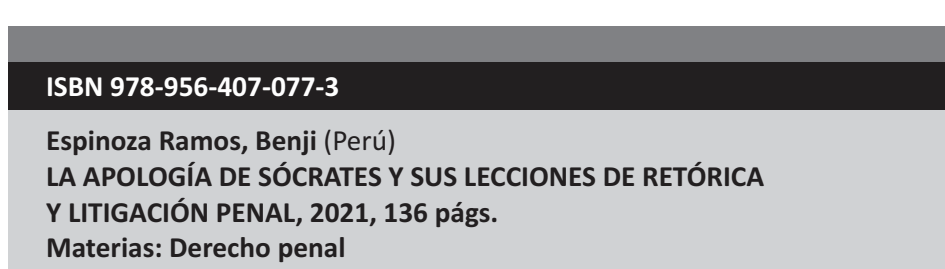 ISBN 978-956-407-077-3
Espinoza Ramos, Benji (Perú)
LA APOLOGÍA DE SÓCRATES Y SUS LECCIONES DE RETÓRICA
Y LITIGACIÓN PENAL, 2021, 136 págs.
Materias: Derecho penal